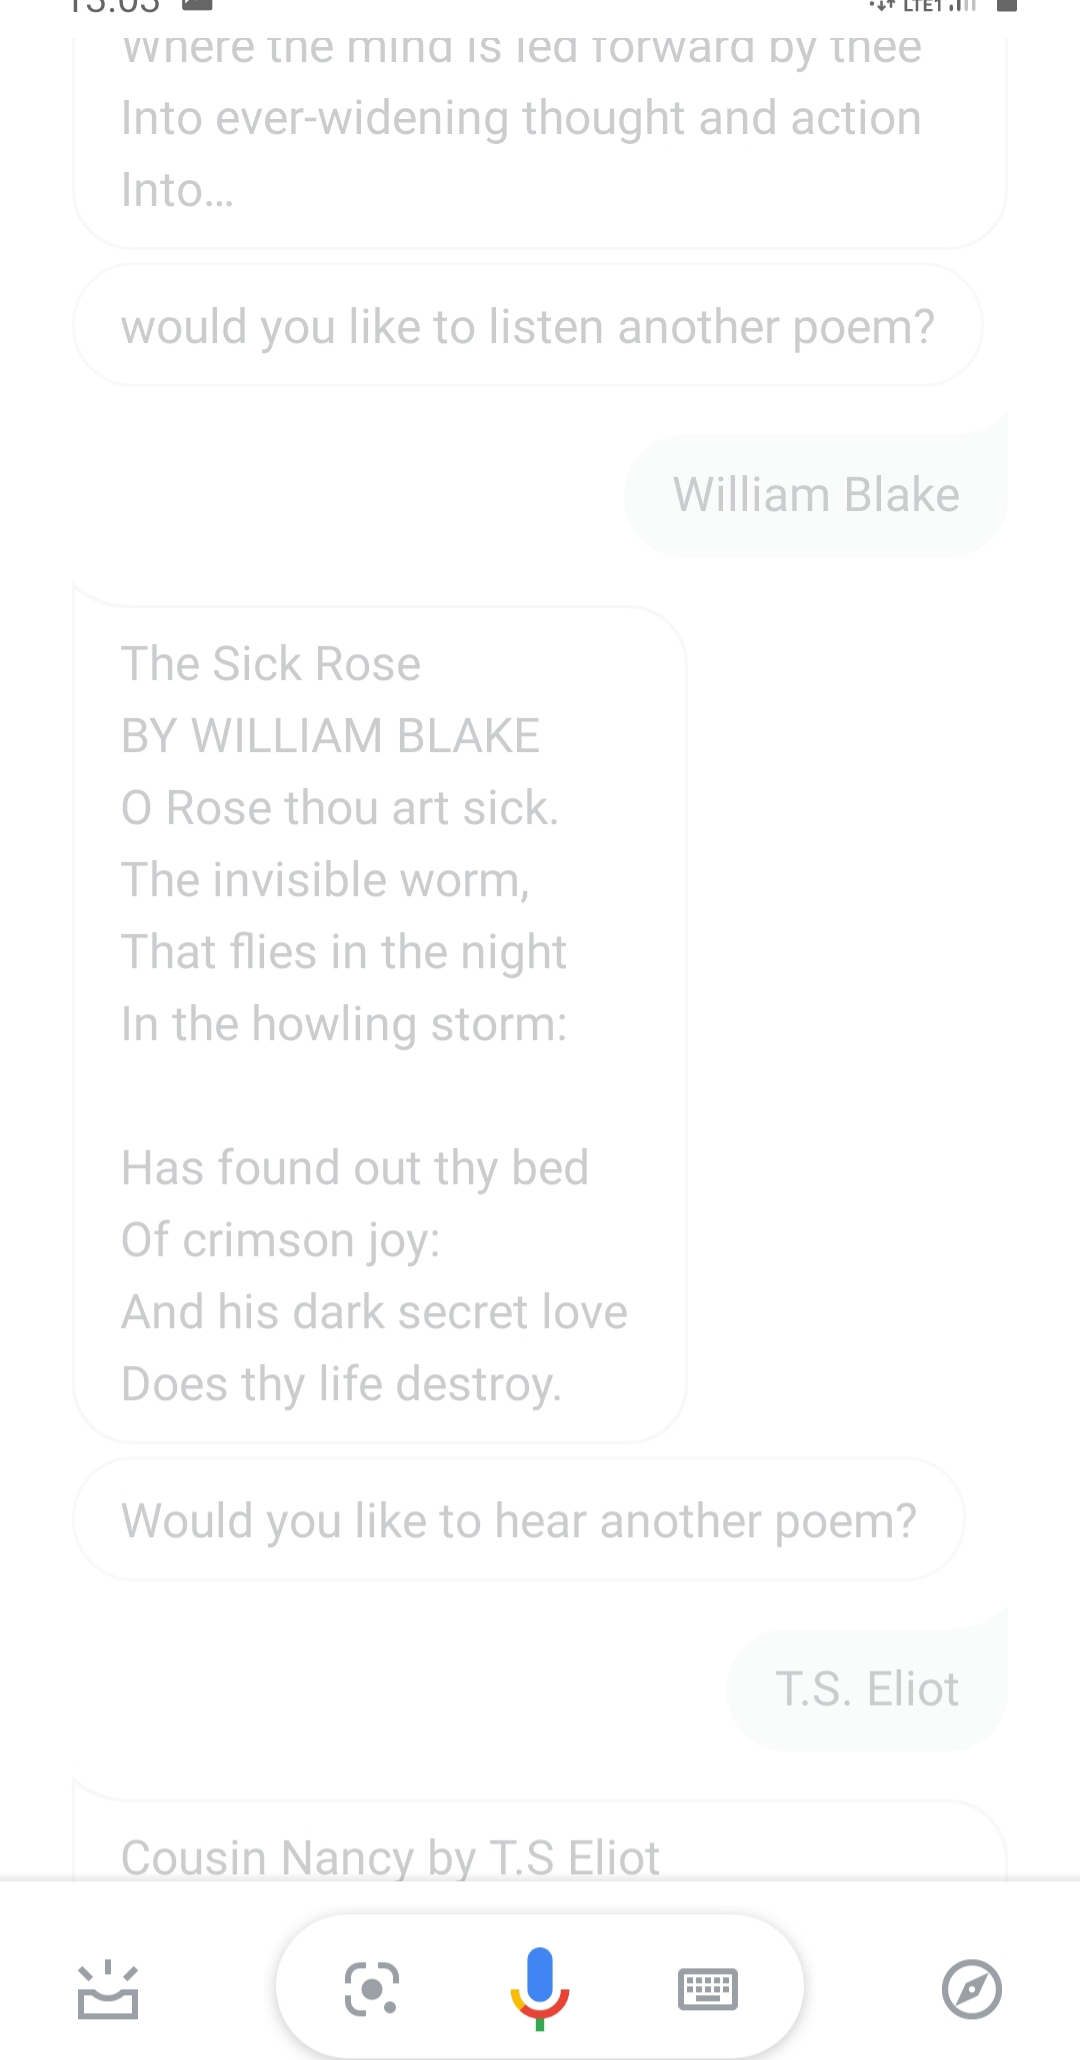 Where the mind is led forward by thee
Into ever-widening thought and action
Into...
would you like to listen another poem?
William Blake
The Sick Rose
BY WILLIAM BLAKE
O Rose thou art sick.
The invisible worm,
That flies in the night
In the howling storm:
Has found out thy bed
Of crimson joy:
And his dark secret love
Does thy life destroy.
Would you like to hear another poem?
T.S. Eliot
Cousin Nancy by T.S Eliot